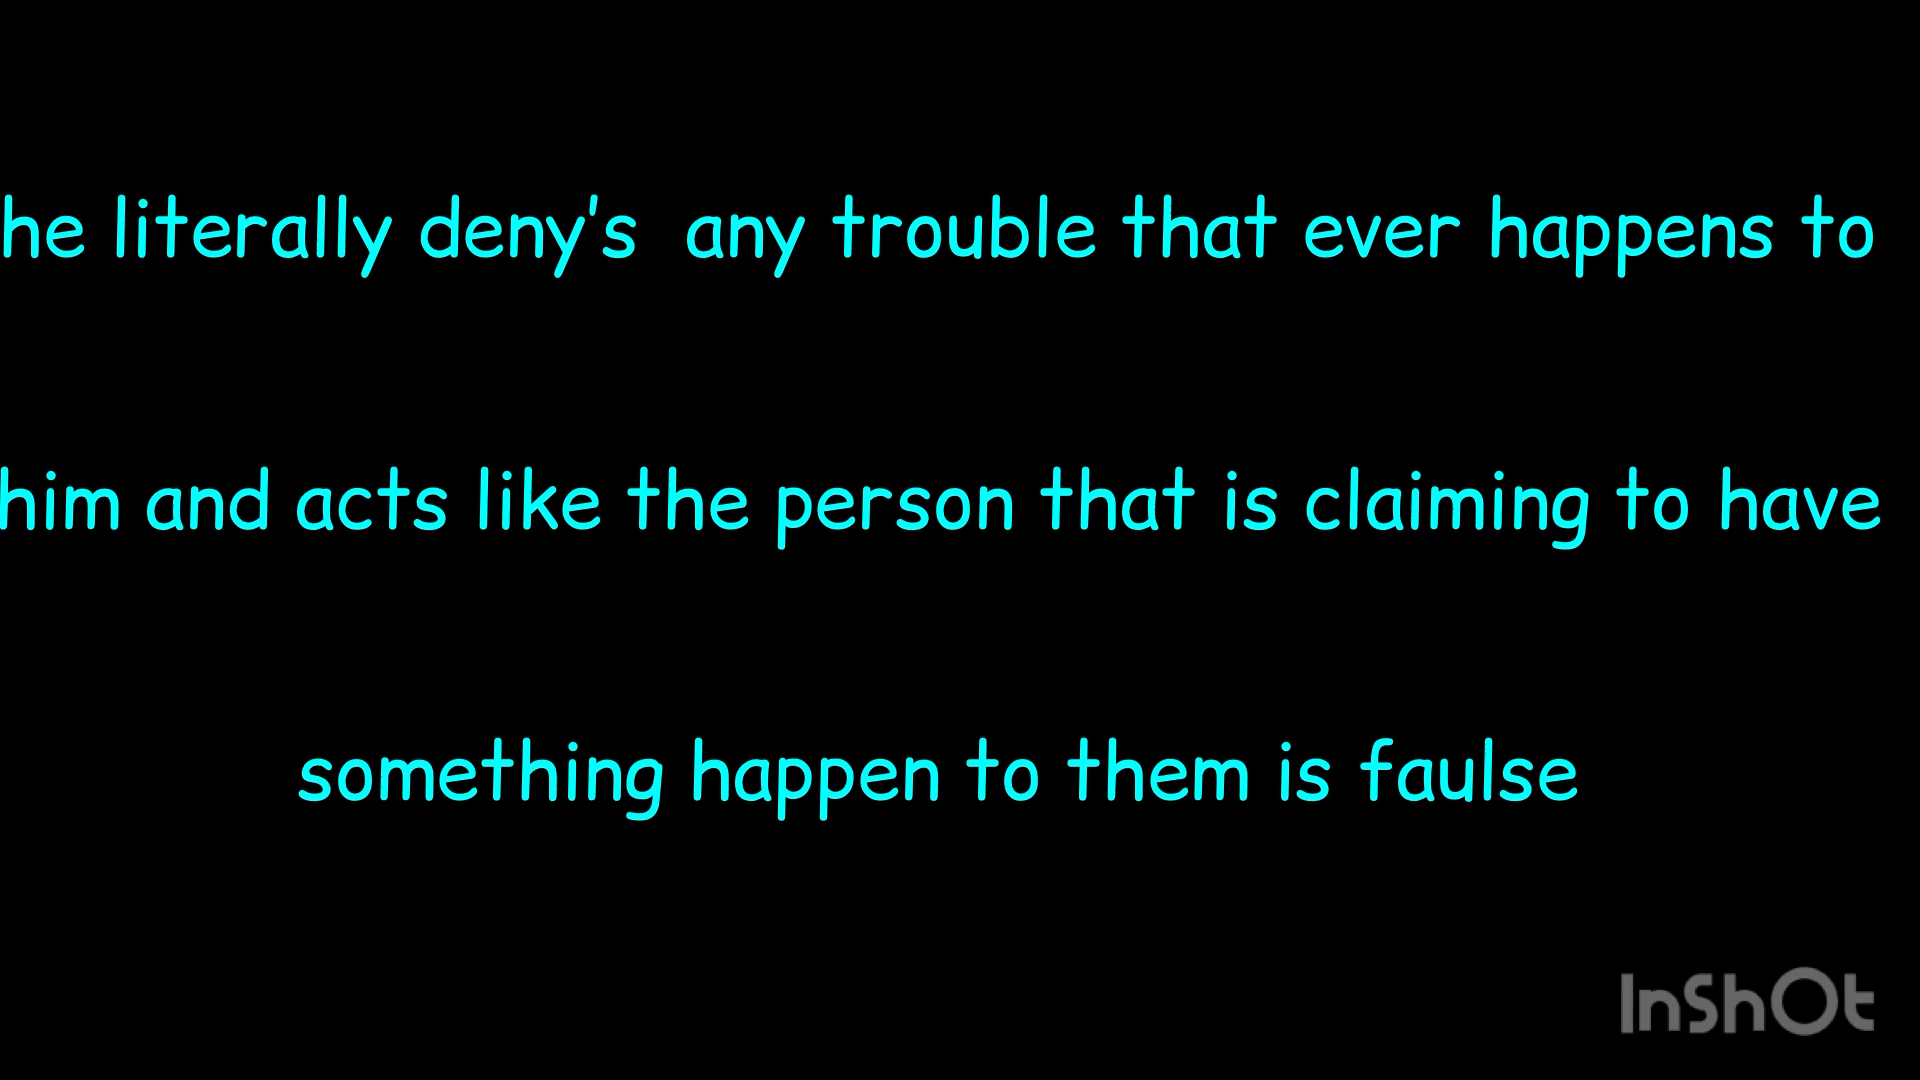 he literally deny's  any trouble that ever happens to
him and acts like the person that is claiming to have
something happen to them is faulse
InShOt